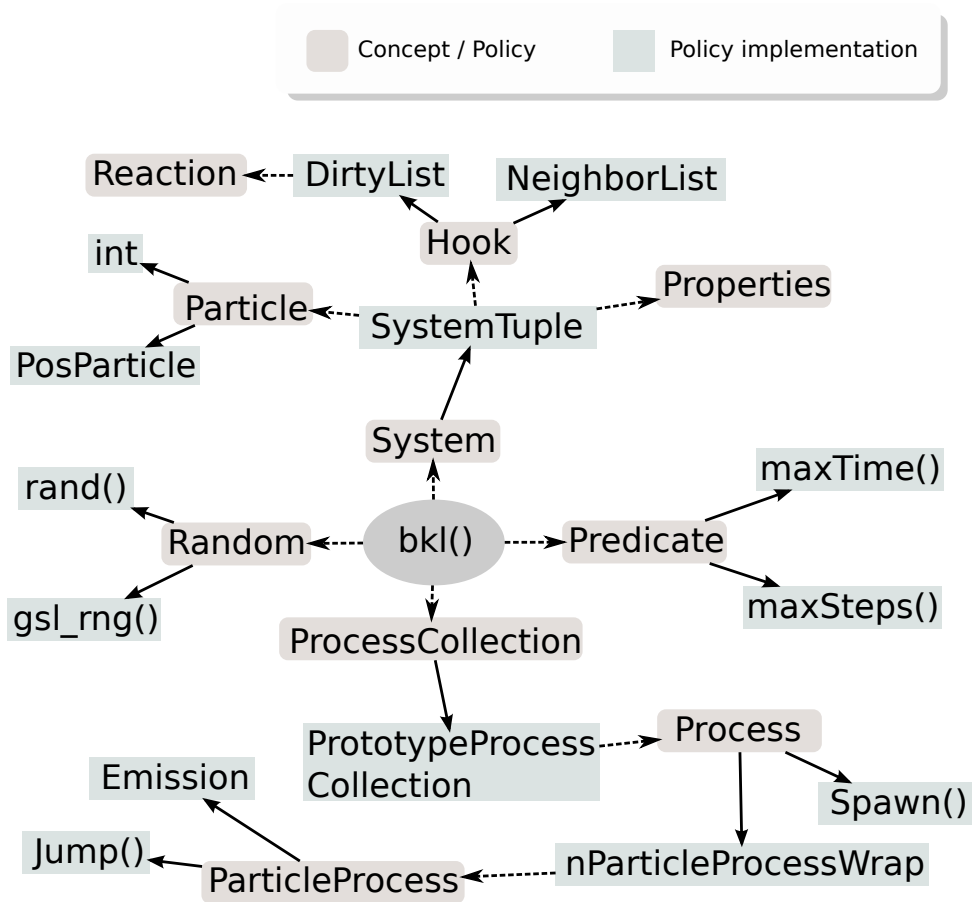 Concept / Policy
Policy implementation
Reaction
DirtyList
NeighborList
Hook
int
Particle
Properties
SystemTuple
PosParticle
System
maxTime()
rand()
Random
bkl()
Predicate
gsl_rng()
maxSteps()
ProcessCollection
PrototypeProcess
Collection
Process
Emission
Spawn()
Jump()
nParticleProcessWrap
ParticleProcess